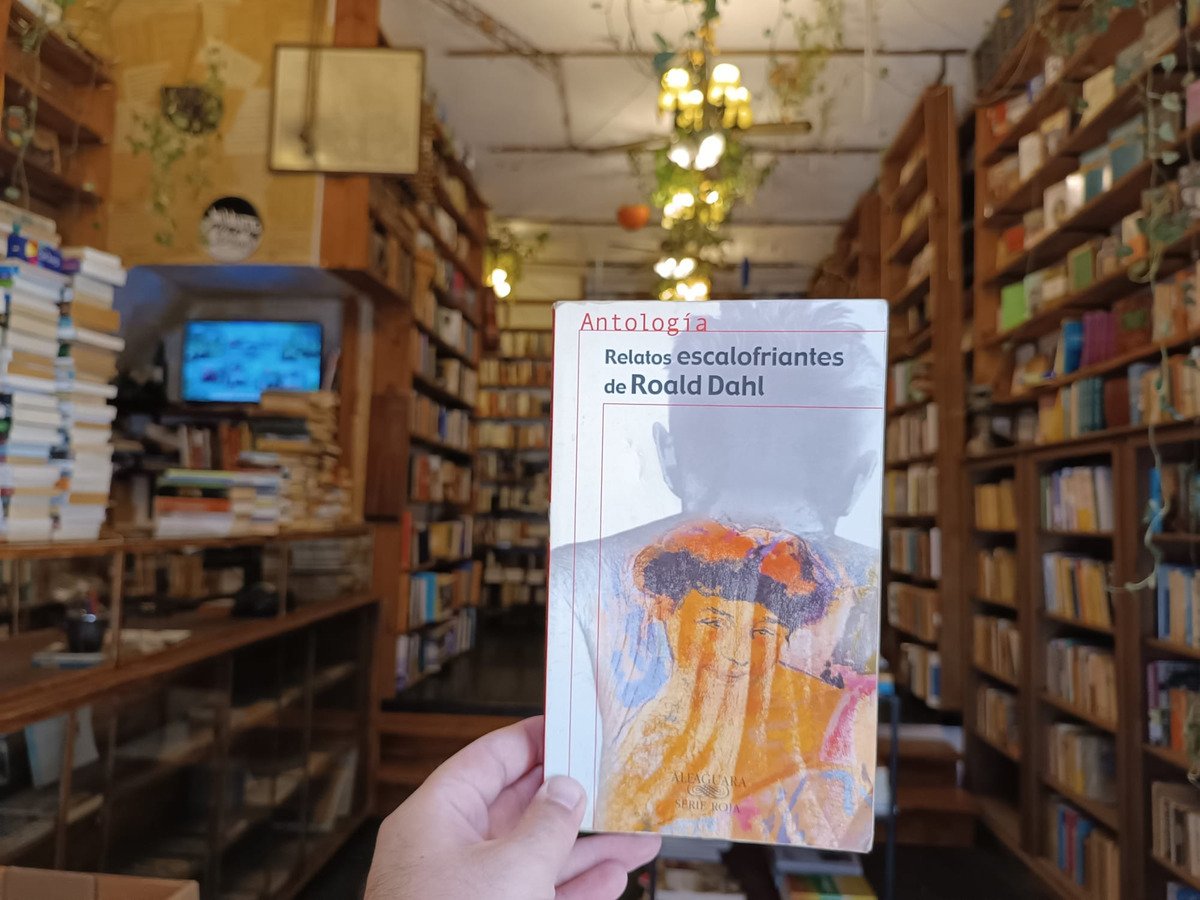 Antología
Relatos escalofriantes
de Roald Dahl
ALFAGUARA
SERIE ROJA